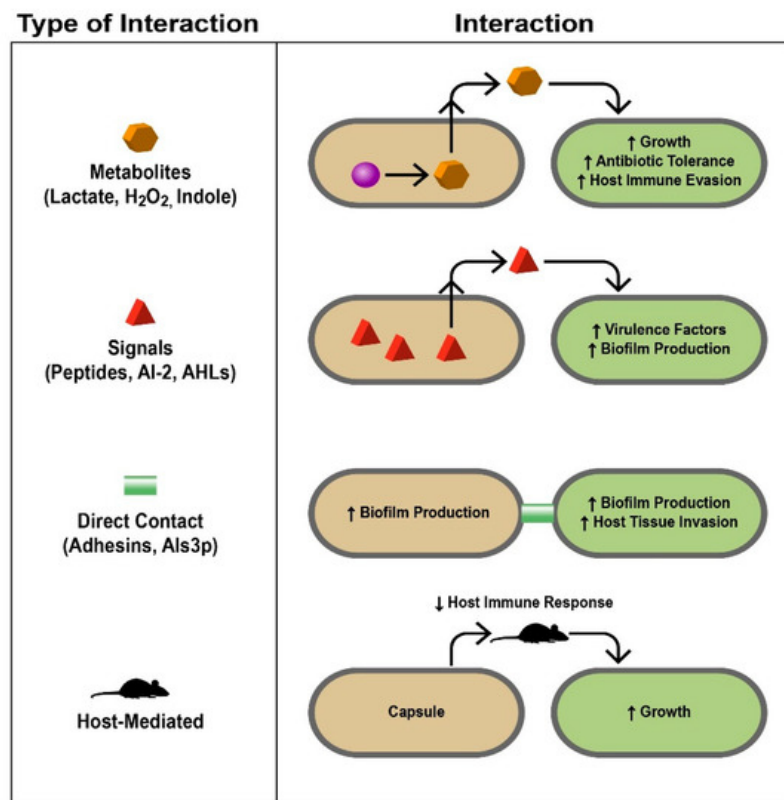 Type of Interaction
Interaction
Metabolites
(Lactate, H₂O₂, Indole)
↑ Growth
↑ Antibiotic Tolerance
↑ Host Immune Evasion
Signals
(Peptides, AI-2, AHLs)
↑ Virulence Factors
↑ Biofilm Production
Direct Contact
(Adhesins, Als3p)
↑ Biofilm Production
↑ Biofilm Production
↑ Host Tissue Invasion
Host-Mediated
↓ Host Immune Response
Capsule
↑ Growth